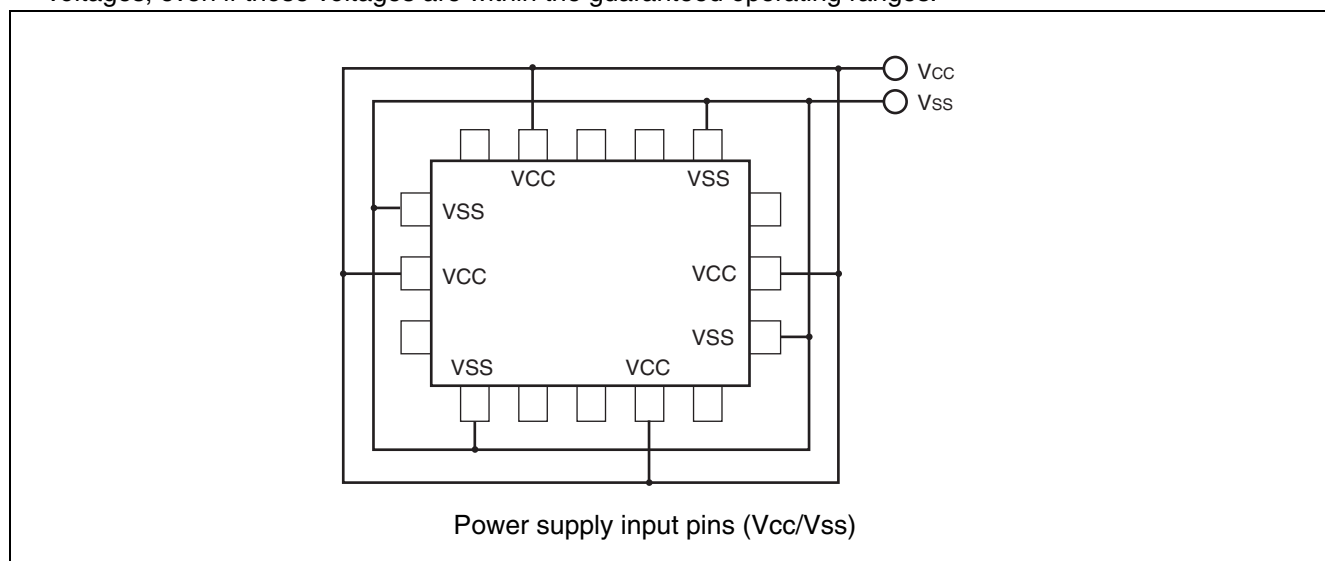 voltages, even if those voltages are within the guaranteed operating ranges.
Vcc
Vss
VCC VSS
VSS
VCC VCC
VSS
VSS VCC
Power supply input pins (Vcc/Vss)